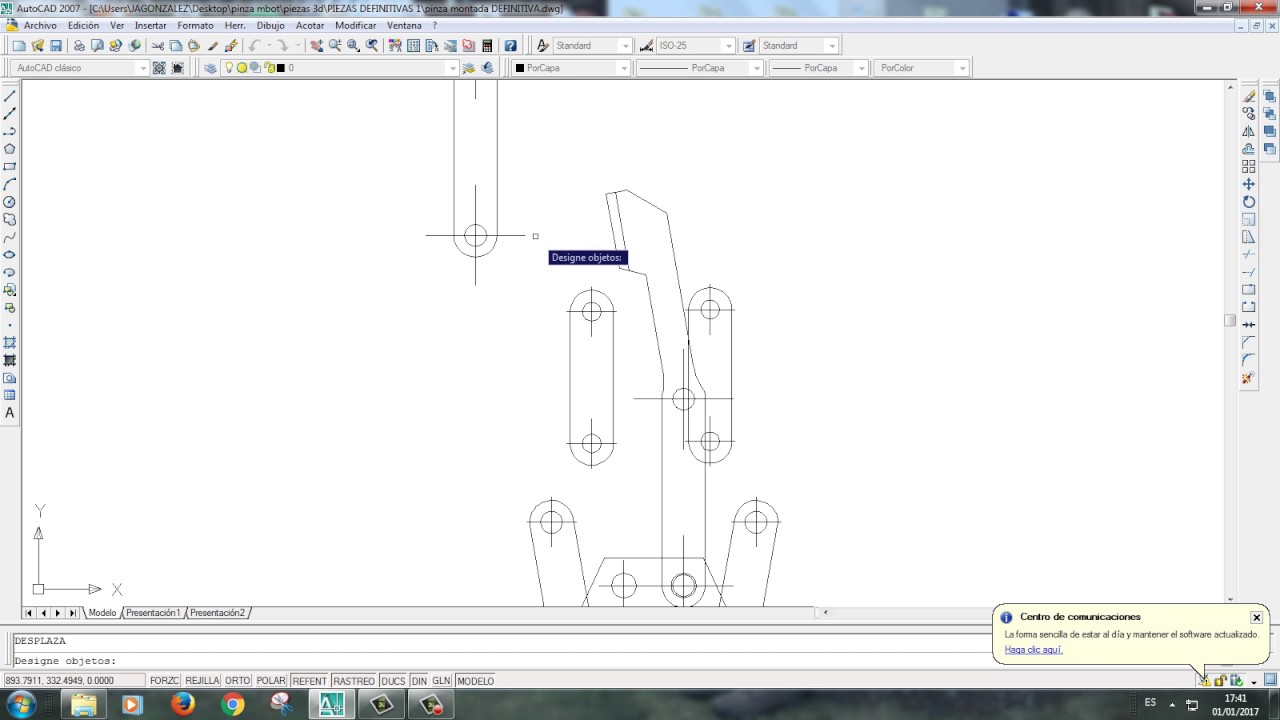 AutoCAD 2007 - [C:\Users\JAGONZALEZ\Desktop\pinza mbot\piezas 3d\PIEZAS DEFINITIVAS 1\pinza montada DEFINITIVA.dwg]
Archivo Edición Ver Insertar Formato Herr. Dibujo Acotar Modificar Ventana ?
Standard ISO-25 Standard
AutoCAD clásico 0 PorCapa PorCapa PorCapa PorColor
Designe objetos:
Y
X
Modelo Presentación1 Presentación2
Centro de comunicaciones
La forma sencilla de estar al día y mantener el software actualizado.
Haga clic aquí.
DESPLAZA
Designe objetos:
893.7911, 332.4949, 0.0000 FORZC REJILLA ORTO POLAR REFENT RASTREO DUCS DIN GLN MODELO
ES 17:41
01/01/2017